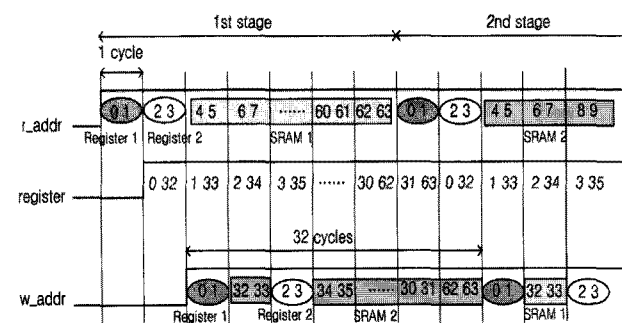 1st stage 2nd stage
1 cycle
r_addr 0 1 2 3 4 5 6 7 ...... 60 61 62 63 0 1 2 3 4 5 6 7 8 9
Register 1 Register 2 SRAM 1 SRAM 2
register 0 32 1 33 2 34 3 35 ...... 30 62 31 63 0 32 1 33 2 34 3 35
32 cycles
w_addr 0 1 32 33 2 3 34 35 ...... 30 31 62 63 0 1 32 33 2 3
Register 1 Register 2 SRAM 2 SRAM 1